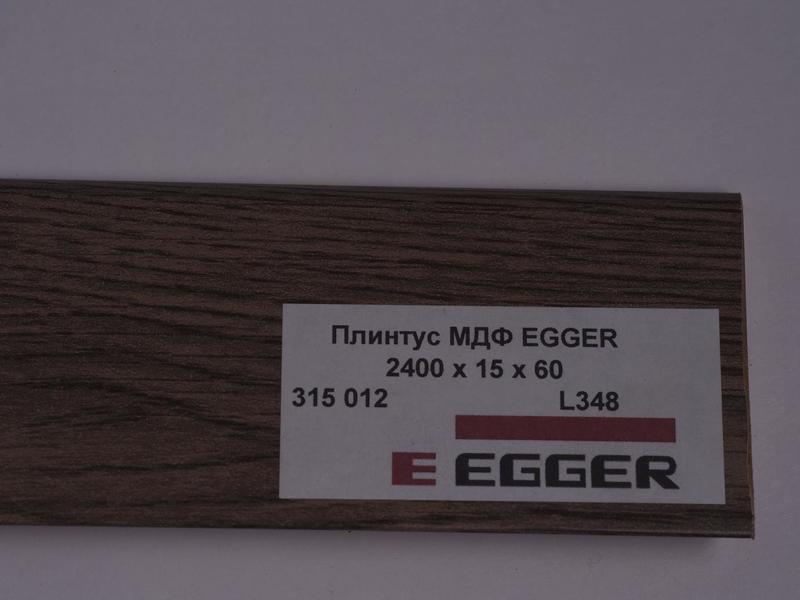 Плинтус МДФ EGGER
2400 x 15 x 60
315 012 L348
E EGGER